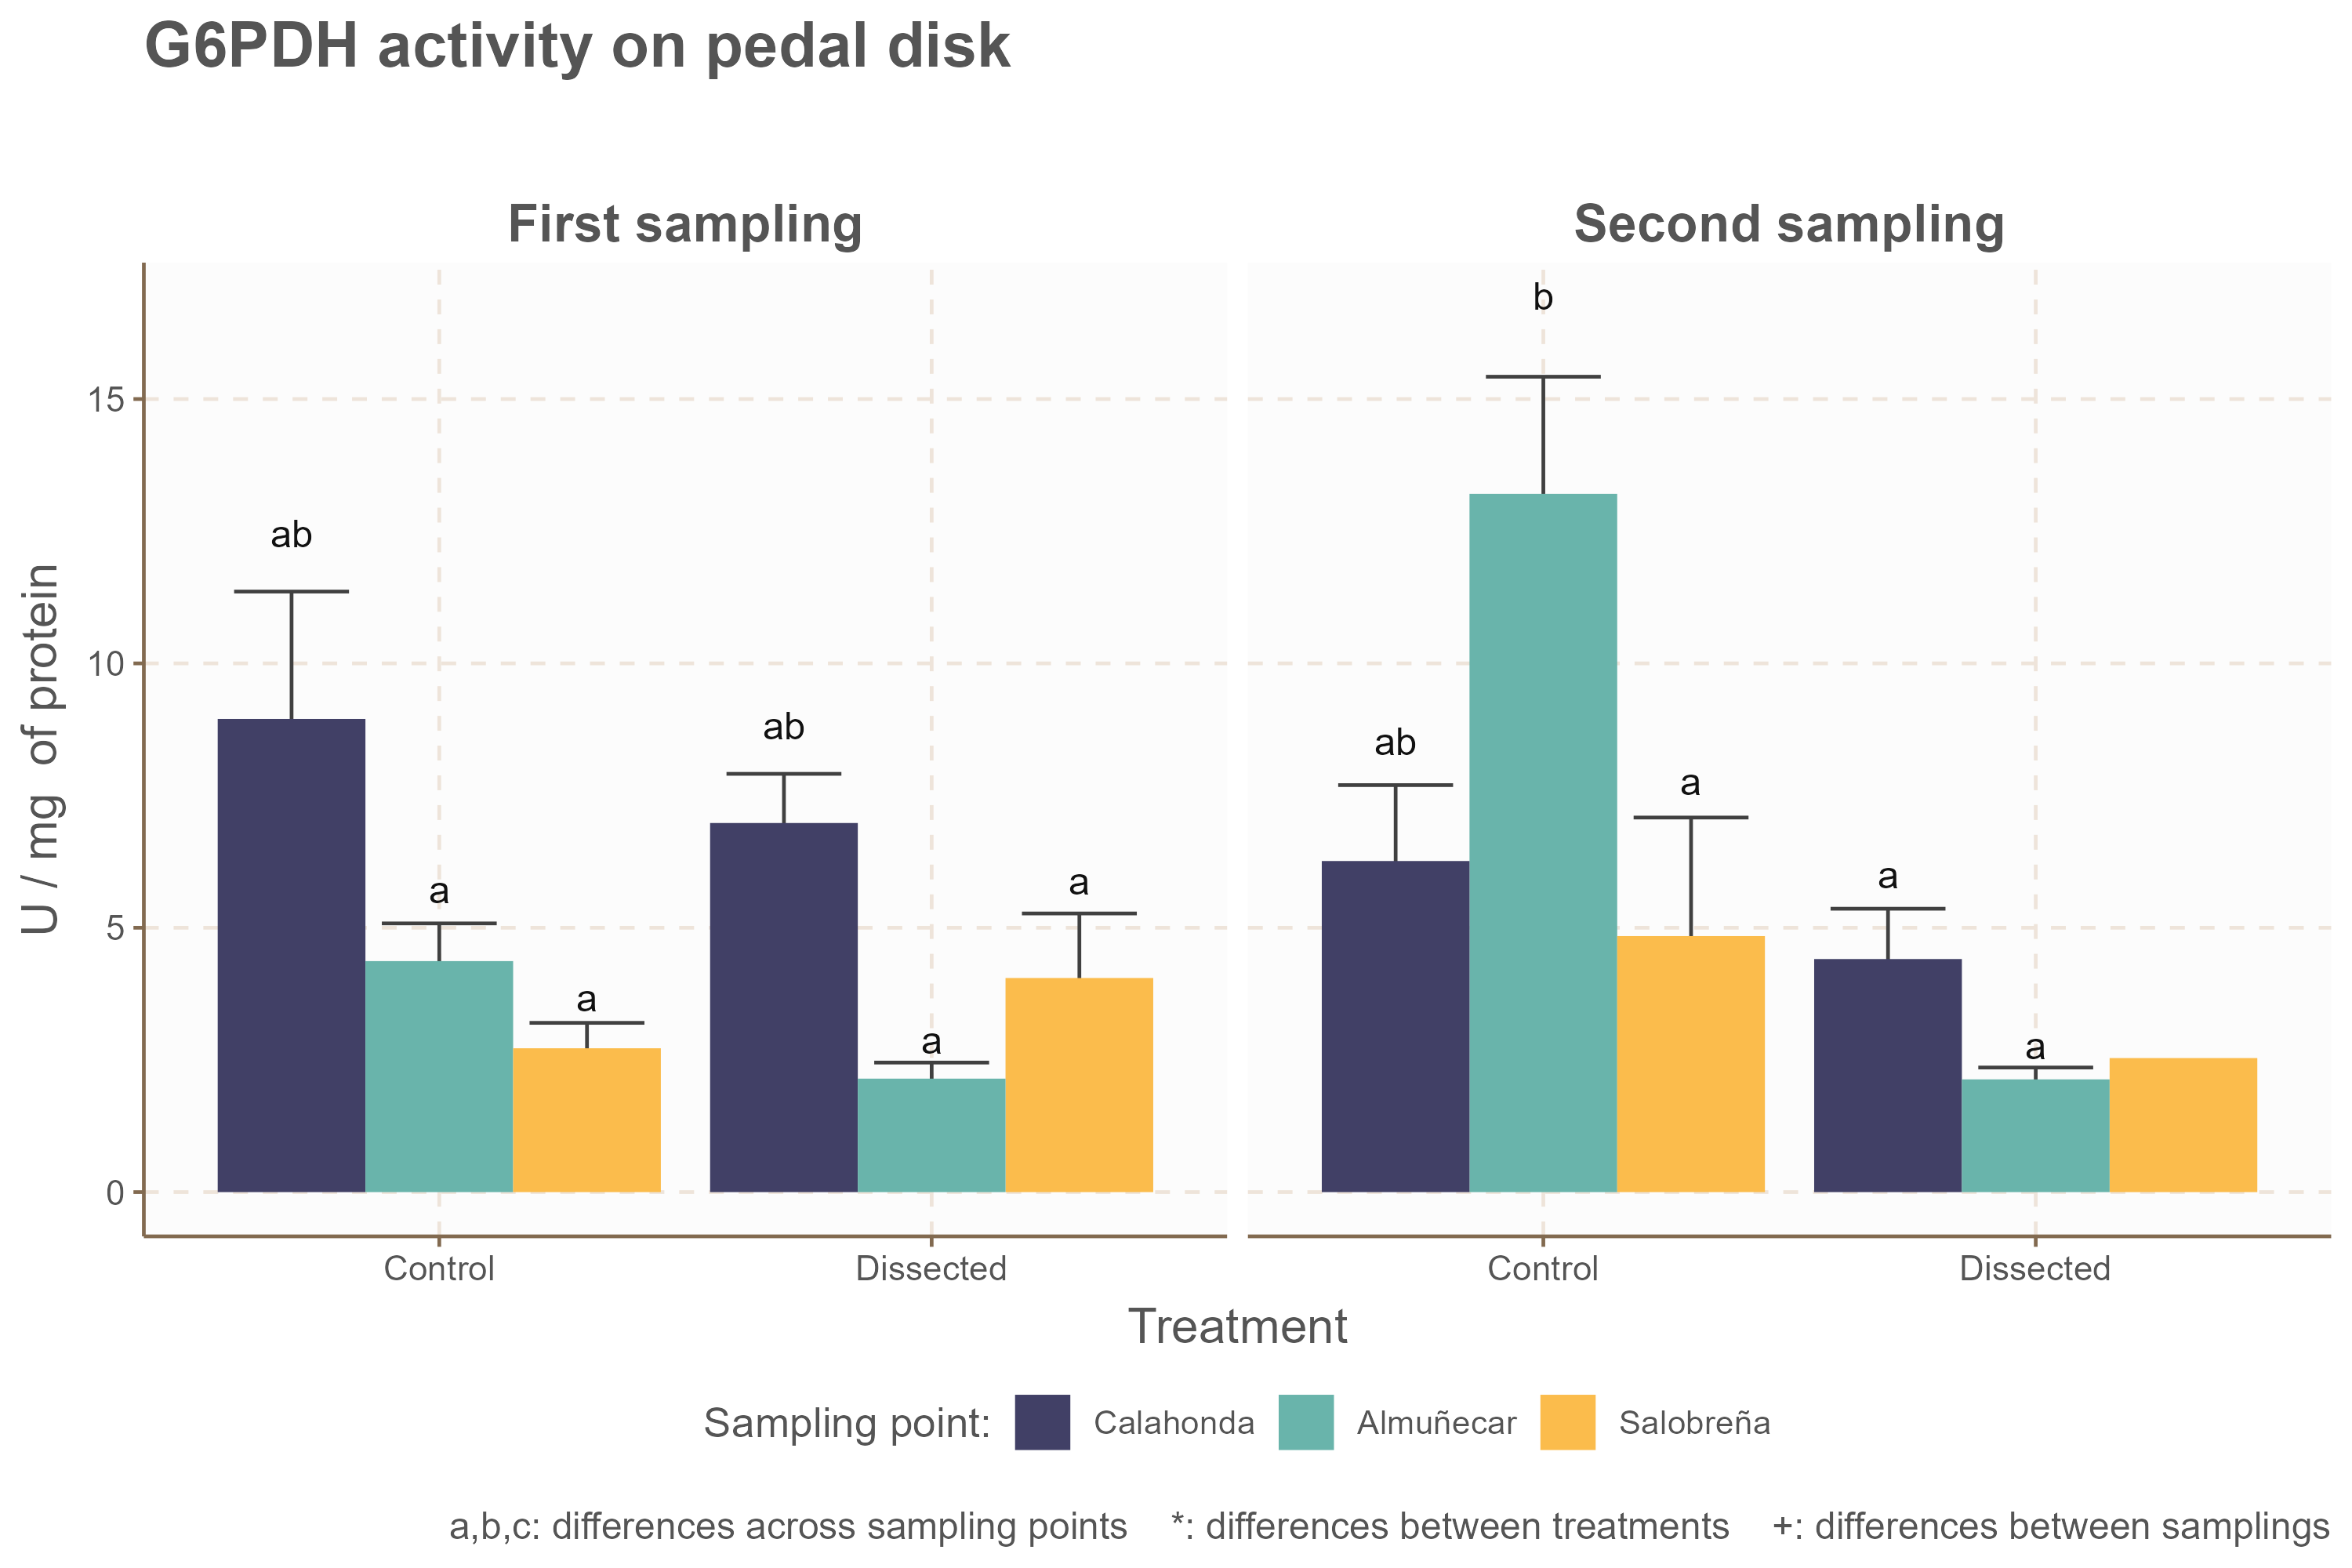 G6PDH activity on pedal disk
First sampling
Second sampling
U / mg  of protein
15
10
5
0
ab
a
a
ab
a
a
ab
b
a
a
a
Control
Dissected
Control
Dissected
Treatment
Sampling point: Calahonda Almuñecar Salobreña
a,b,c: differences across sampling points *: differences between treatments +: differences between samplings